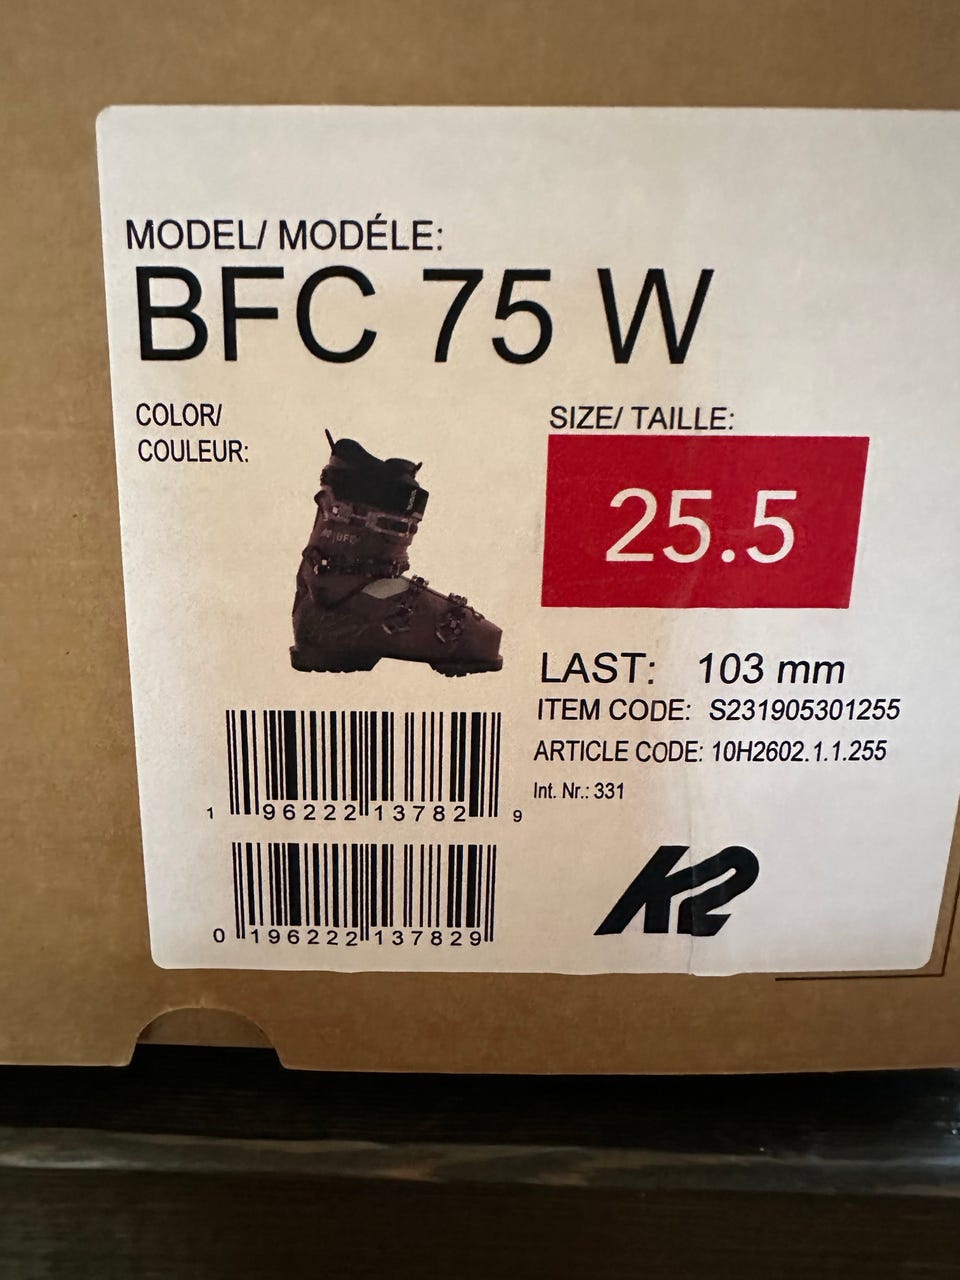 MODEL/ MODÉLE:
BFC 75 W
COLOR/
COULEUR:
SIZE/ TAILLE:
25.5
LAST: 103 mm
ITEM CODE: S231905301255
ARTICLE CODE: 10H2602.1.1.255
Int. Nr.: 331
1 96222 13782 9
0 196222 137829
K2